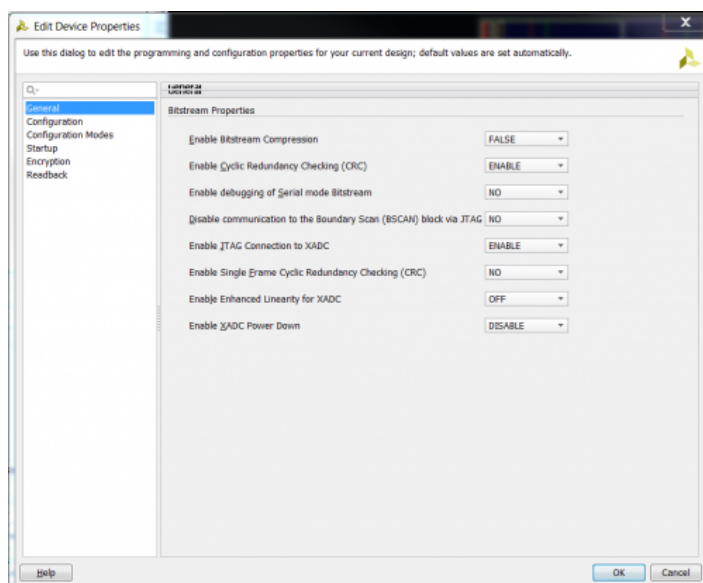 Edit Device Properties
Use this dialog to edit the programming and configuration properties for your current design; default values are set automatically.
General
Configuration
Configuration Modes
Startup
Encryption
Readback
General
Bitstream Properties
Enable Bitstream Compression FALSE
Enable Cyclic Redundancy Checking (CRC) ENABLE
Enable debugging of Serial mode Bitstream NO
Disable communication to the Boundary Scan (BSCAN) block via JTAG NO
Enable JTAG Connection to XADC ENABLE
Enable Single Frame Cyclic Redundancy Checking (CRC) NO
Enable Enhanced Linearity for XADC OFF
Enable XADC Power Down DISABLE
Help OK Cancel